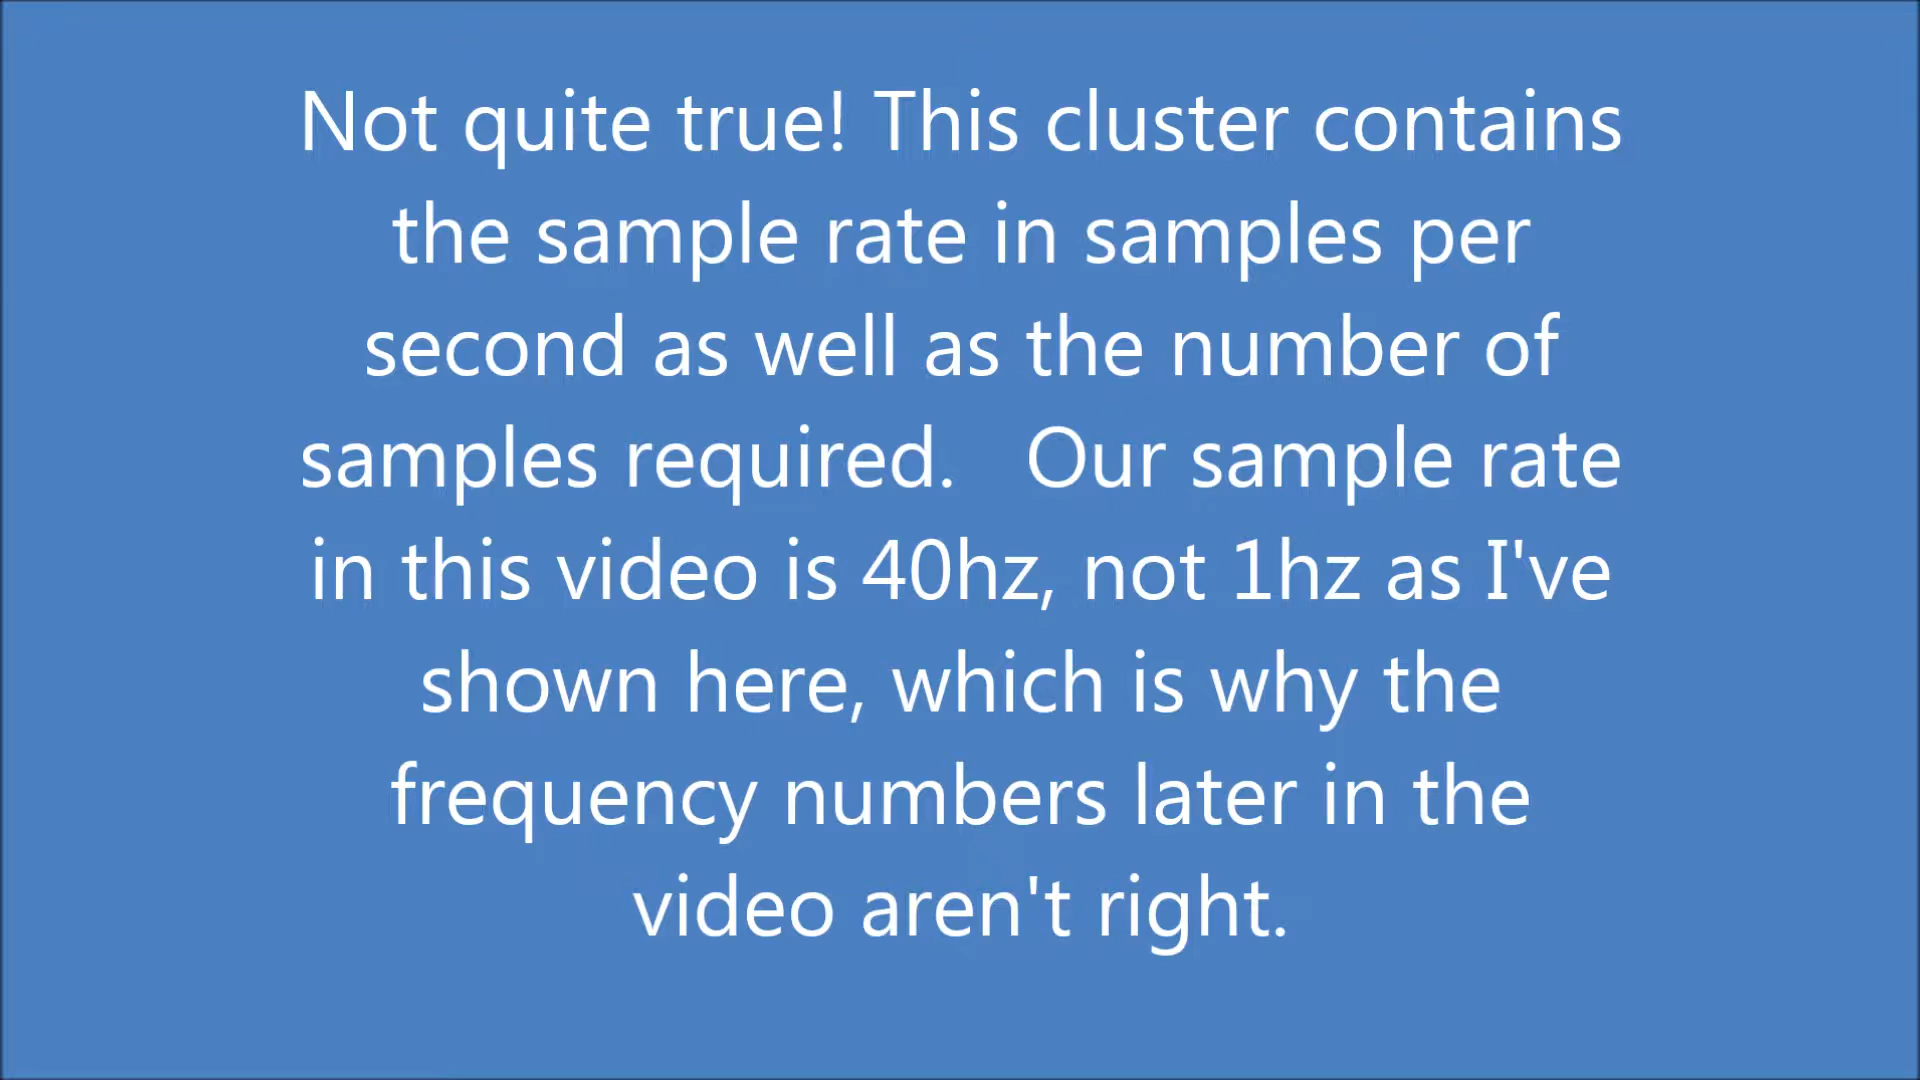 Not quite true! This cluster contains
the sample rate in samples per
second as well as the number of
samples required.   Our sample rate
in this video is 40hz, not 1hz as I've
shown here, which is why the
frequency numbers later in the
video aren't right.